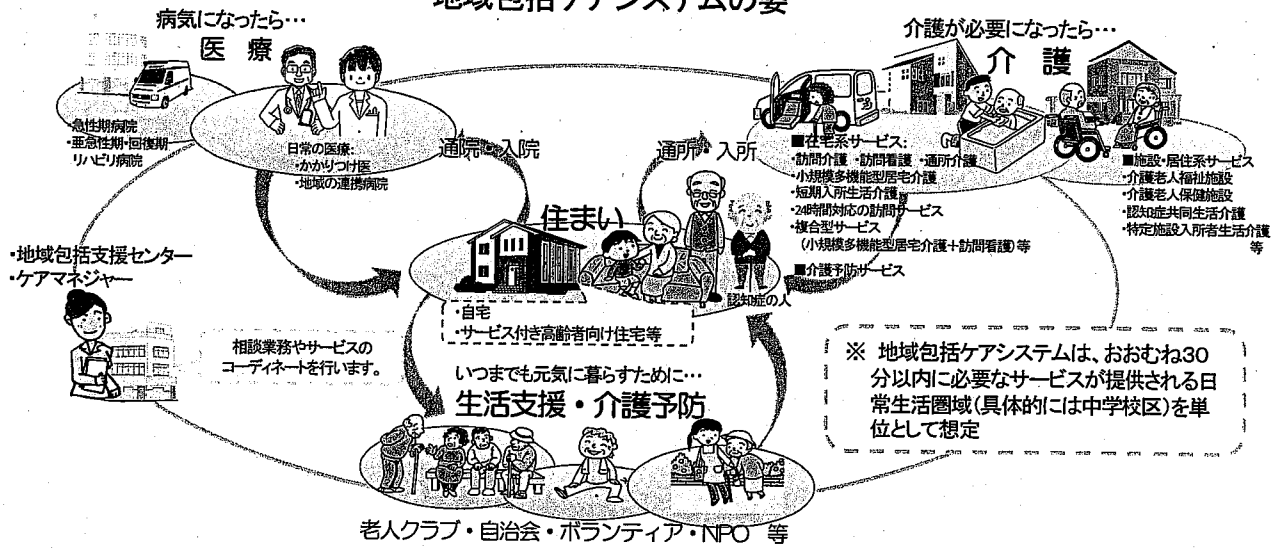 地域包括ケアシステムの姿
病気になったら…
医 療
・急性期病院
・亜急性期・回復期
リハビリ病院
日常の医療:
・かかりつけ医
・地域の連携病院
通院・入院
通所・入所
介護が必要になったら…
介 護
■在宅系サービス:
・訪問介護・訪問看護・通所介護
・小規模多機能型居宅介護
・短期入所生活介護
・24時間対応の訪問サービス
・複合型サービス
(小規模多機能型居宅介護+訪問看護)等
■介護予防サービス
■施設・居住系サービス
・介護老人福祉施設
・介護老人保健施設
・認知症共同生活介護
・特定施設入所者生活介護
等
住まい
認知症の人
・自宅
・サービス付き高齢者向け住宅等
・地域包括支援センター
・ケアマネジャー
相談業務やサービスの
コーディネートを行います。
いつまでも元気に暮らすために…
生活支援・介護予防
老人クラブ・自治会・ボランティア・NPO 等
※ 地域包括ケアシステムは、おおむね30
分以内に必要なサービスが提供される日
常生活圏域(具体的には中学校区)を単
位として想定